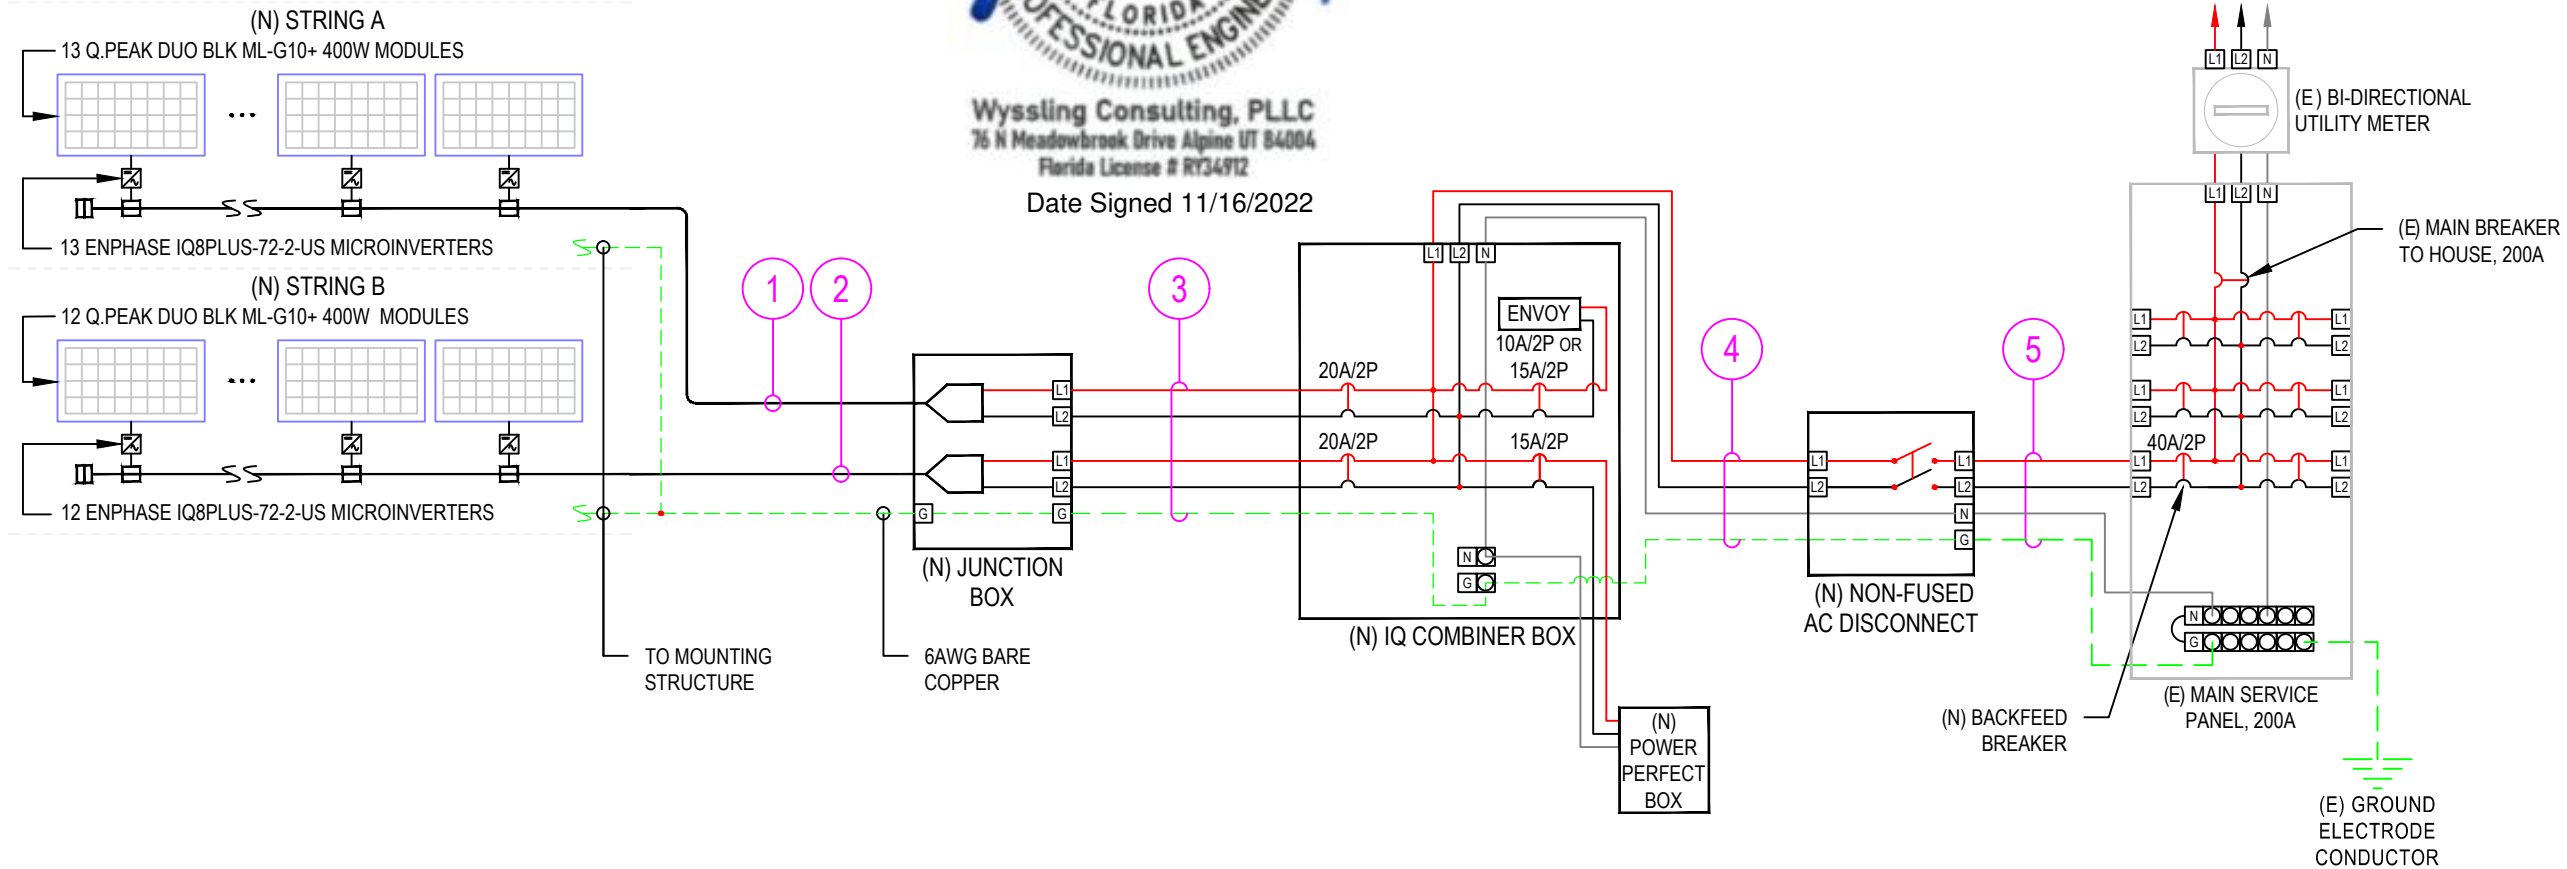 (N) STRING A
13 Q.PEAK DUO BLK ML-G10+ 400W MODULES
13 ENPHASE IQ8PLUS-72-2-US MICROINVERTERS
(N) STRING B
12 Q.PEAK DUO BLK ML-G10+ 400W MODULES
12 ENPHASE IQ8PLUS-72-2-US MICROINVERTERS
TO MOUNTING
STRUCTURE
6AWG BARE
COPPER
1
2
3
4
5
FLORIDA
PROFESSIONAL ENGINEER
Wyssling Consulting, PLLC
76 N Meadowbrook Drive Alpine UT 84004
Florida License # RY34912
Date Signed 11/16/2022
L1
L2
L1
L2
G
G
(N) JUNCTION
BOX
L1 L2 N
ENVOY
10A/2P OR
20A/2P 15A/2P
20A/2P 15A/2P
N
G
(N) IQ COMBINER BOX
(N)
POWER
PERFECT
BOX
L1 L1
L2 L2
N
G
(N) NON-FUSED
AC DISCONNECT
L1 L2 N
(E) BI-DIRECTIONAL
UTILITY METER
L1 L2 N
(E) MAIN BREAKER
TO HOUSE, 200A
L1 L1
L2 L2
L1 L1
L2 L2
40A/2P
L1 L1
L2 L2
N
G
(E) MAIN SERVICE
PANEL, 200A
(N) BACKFEED
BREAKER
(E) GROUND
ELECTRODE
CONDUCTOR